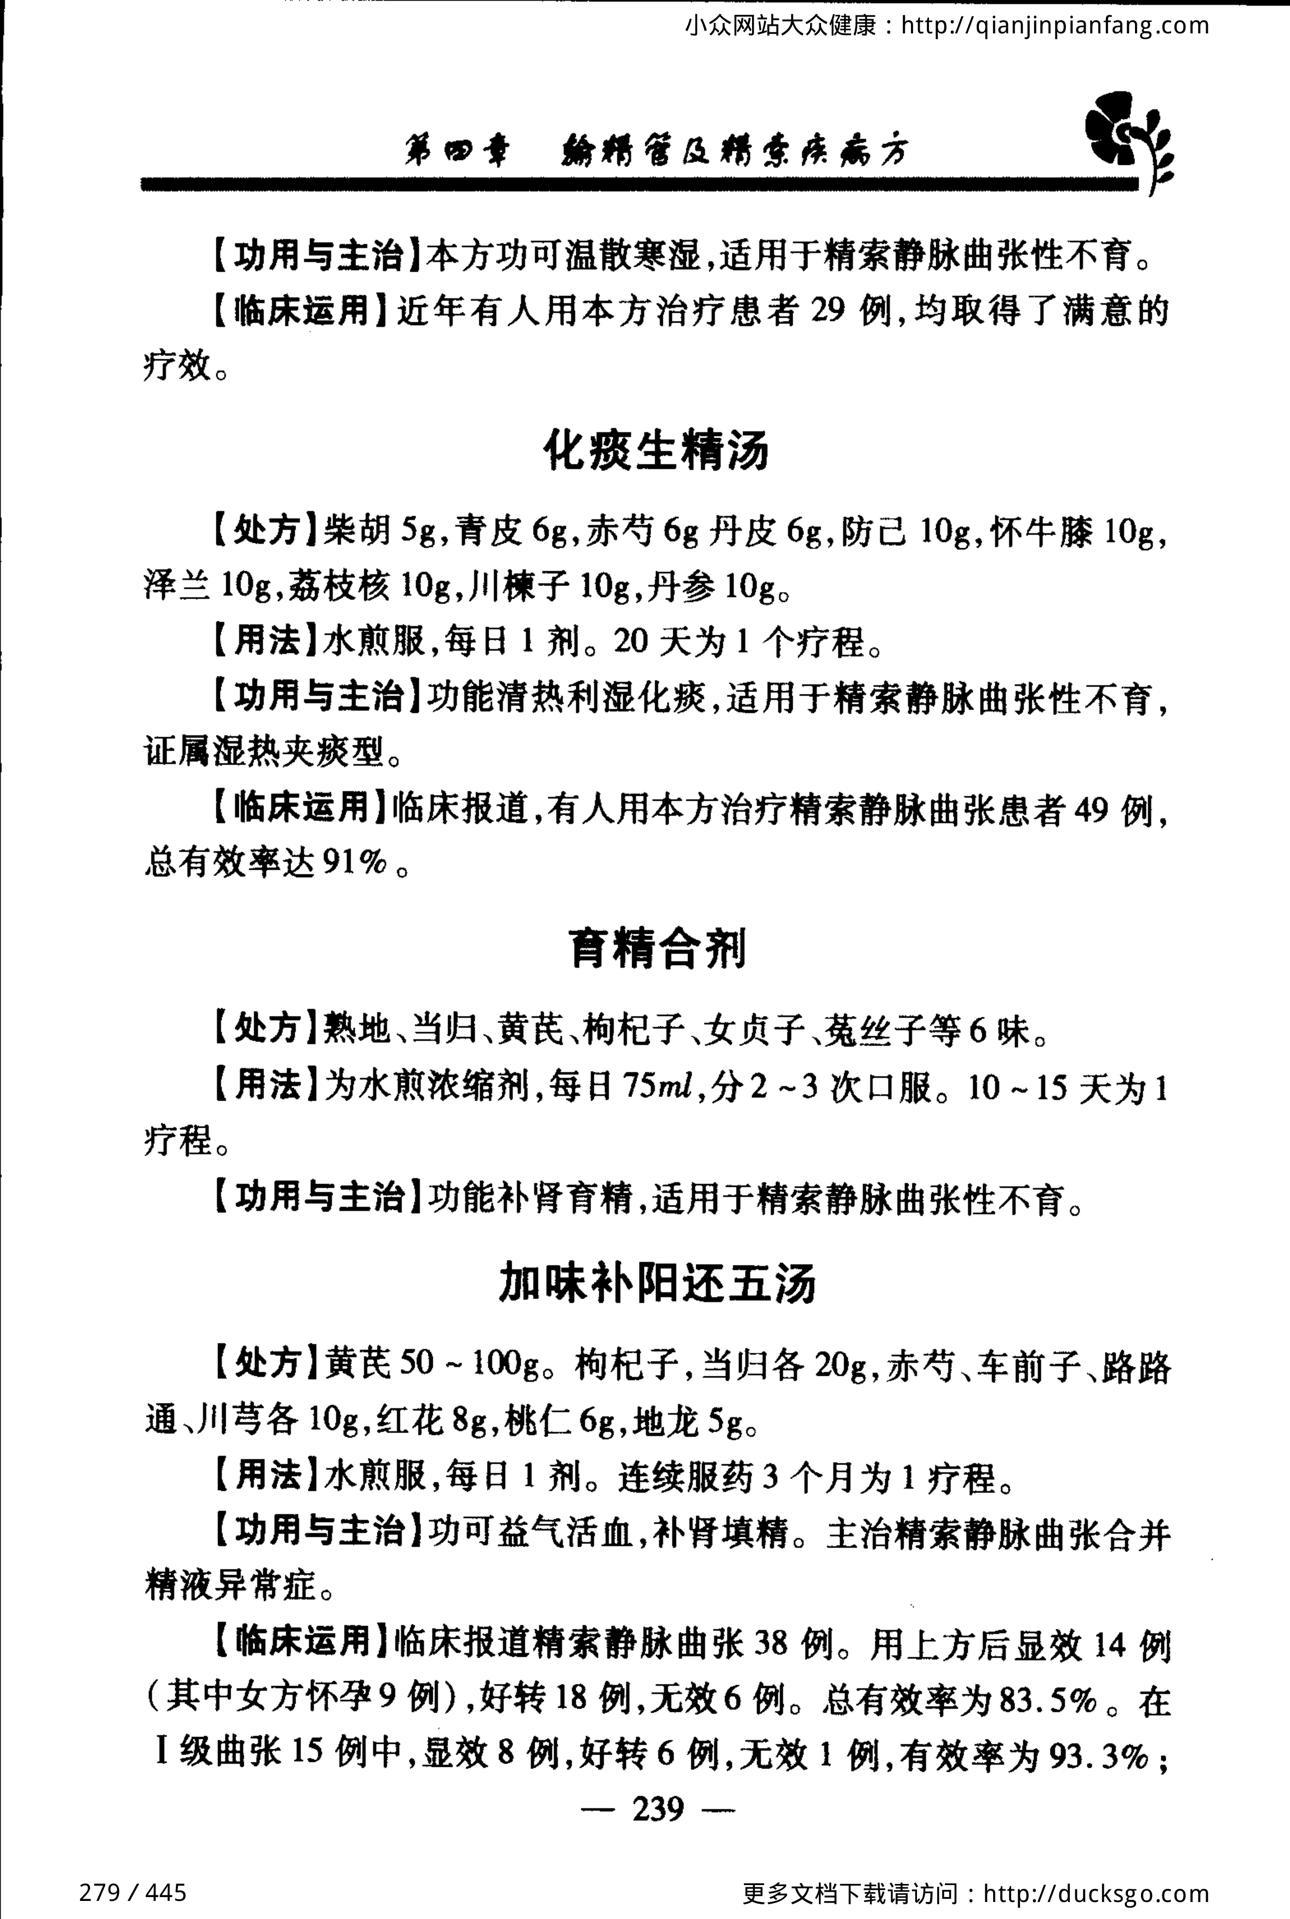 小众网站大众健康：http://qianjinpianfang.com
第四章 输精管及精索疾病方
【功用与主治】本方功可温散寒湿，适用于精索静脉曲张性不育。
【临床运用】近年有人用本方治疗患者 29 例，均取得了满意的
疗效。
化痰生精汤
【处方】柴胡 5g，青皮 6g，赤芍 6g 丹皮 6g，防己 10g，怀牛膝 10g，
泽兰 10g，荔枝核 10g，川楝子 10g，丹参 10g。
【用法】水煎服，每日 1 剂。20 天为 1 个疗程。
【功用与主治】功能清热利湿化痰，适用于精索静脉曲张性不育，
证属湿热夹痰型。
【临床运用】临床报道，有人用本方治疗精索静脉曲张患者 49 例，
总有效率达 91%。
育精合剂
【处方】熟地、当归、黄芪、枸杞子、女贞子、菟丝子等 6 味。
【用法】为水煎浓缩剂，每日 75ml，分 2 ~ 3 次口服。10 ~ 15 天为 1
疗程。
【功用与主治】功能补肾育精，适用于精索静脉曲张性不育。
加味补阳还五汤
【处方】黄芪 50 ~ 100g。枸杞子，当归各 20g，赤芍、车前子、路路
通、川芎各 10g，红花 8g，桃仁 6g，地龙 5g。
【用法】水煎服，每日 1 剂。连续服药 3 个月为 1 疗程。
【功用与主治】功可益气活血，补肾填精。主治精索静脉曲张合并
精液异常症。
【临床运用】临床报道精索静脉曲张 38 例。用上方后显效 14 例
（其中女方怀孕 9 例），好转 18 例，无效 6 例。总有效率为 83.5%。在
Ⅰ级曲张 15 例中，显效 8 例，好转 6 例，无效 1 例，有效率为 93.3%；
— 239 —
279 / 445
更多文档下载请访问：http://ducksgo.com